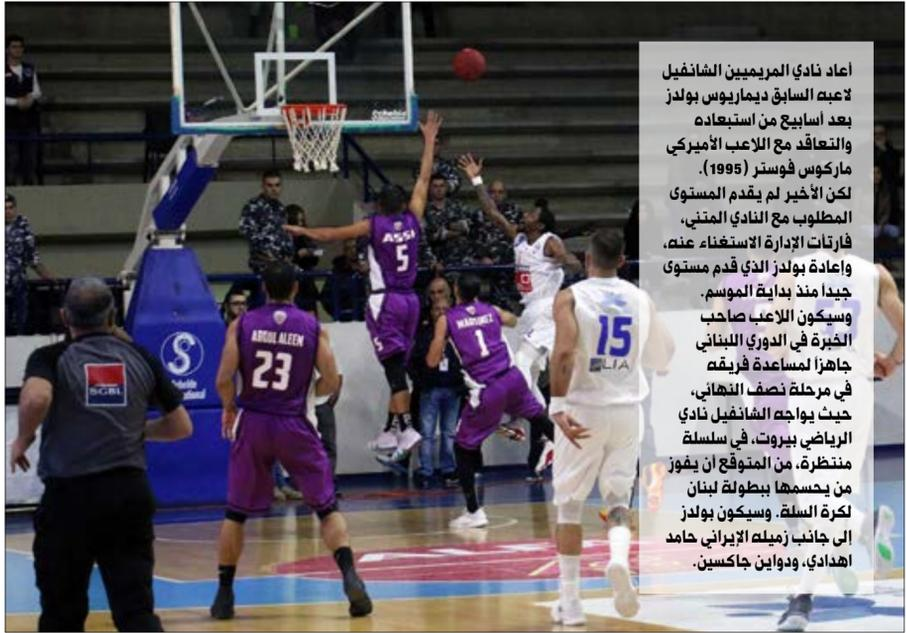 أعاد نادي المريميين الشانفيل
لاعبه السابق ديماريوس بولدز
بعد أسابيع من استبعاده
والتعاقد مع اللاعب الأميركي
ماركوس فوستر (1995).
لكن الأخير لم يقدم المستوى
المطلوب مع النادي المتني،
فارتأت الإدارة الاستغناء عنه،
وإعادة بولدز الذي قدم مستوى
جيداً منذ بداية الموسم.
وسيكون اللاعب صاحب
الخبرة في الدوري اللبناني
جاهزاً لمساعدة فريقه
في مرحلة نصف النهائي،
حيث يواجه الشانفيل نادي
الرياضي بيروت، في سلسلة
منتظرة، من المتوقع أن يفوز
من يحسمها ببطولة لبنان
لكرة السلة. وسيكون بولدز
إلى جانب زميله الإيراني حامد
اهدادي، ودواين جاكسين.
ASSI
5
ABDUL ALEEM
23
1
15
SGBL
S